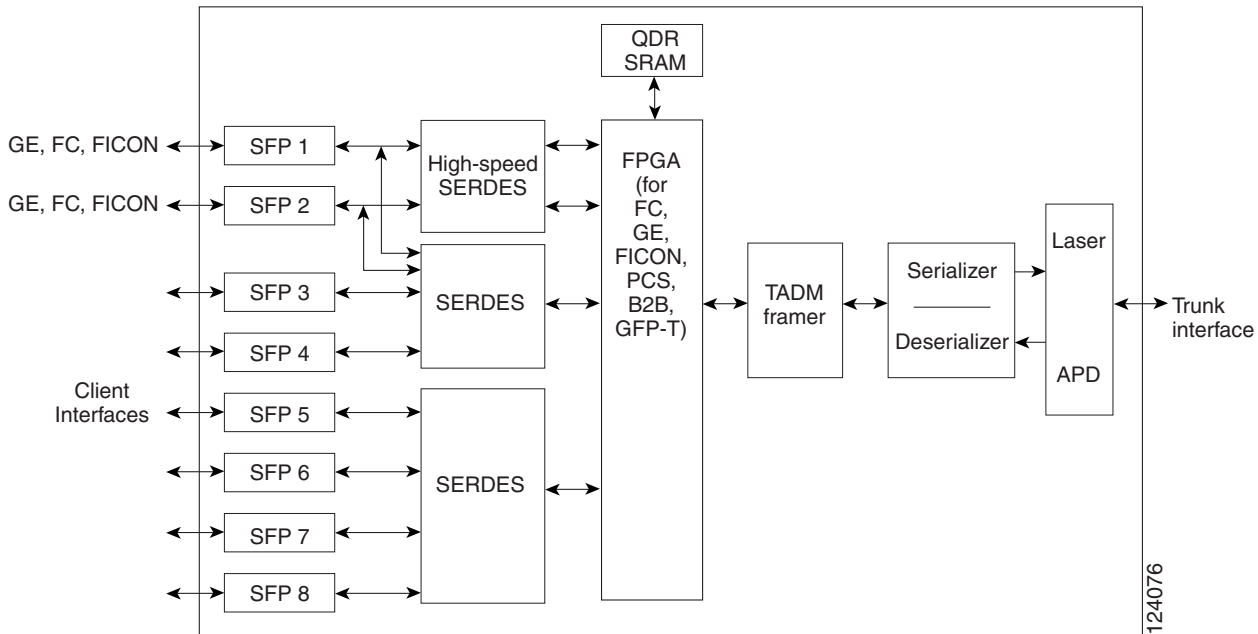 QDR
SRAM
GE, FC, FICON
SFP 1
High-speed
SERDES
FPGA
(for
FC,
GE,
FICON,
PCS,
B2B,
GFP-T)
GE, FC, FICON
SFP 2
SFP 3
SERDES
SFP 4
TADM
framer
Serializer
Deserializer
Laser
APD
Trunk
interface
Client
Interfaces
SFP 5
SFP 6
SERDES
SFP 7
SFP 8
124076